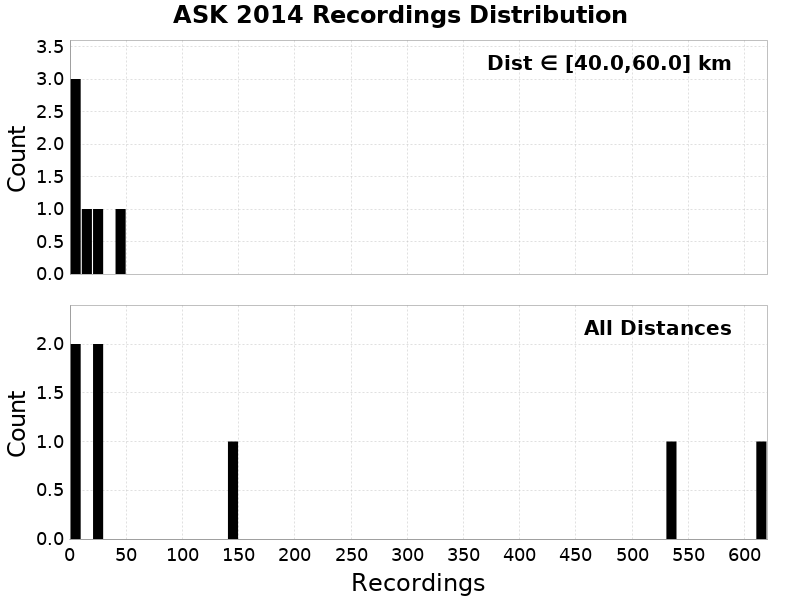 ASK 2014 Recordings Distribution
Dist ∈ [40.0,60.0] km
3.5
3.0
2.5
2.0
1.5
1.0
0.5
0.0
Count
All Distances
2.0
1.5
1.0
0.5
0.0
Count
0 50 100 150 200 250 300 350 400 450 500 550 600
Recordings